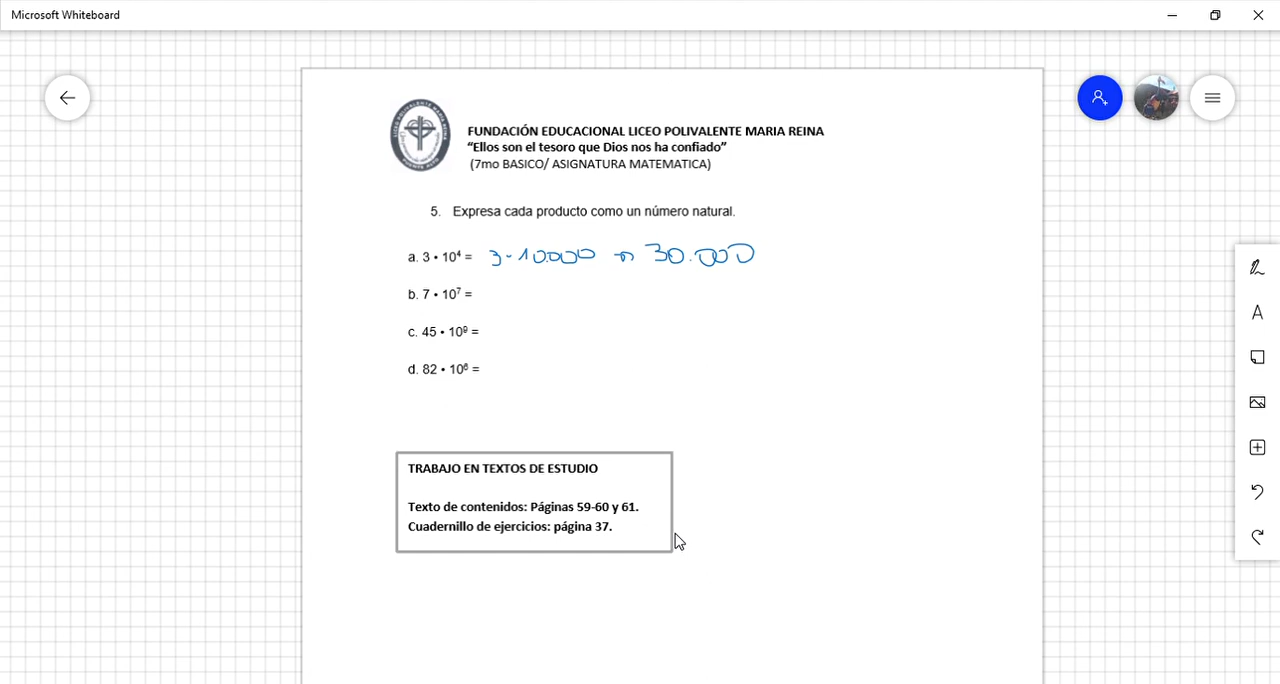 Microsoft Whiteboard
FUNDACIÓN EDUCACIONAL LICEO POLIVALENTE MARIA REINA
“Ellos son el tesoro que Dios nos ha confiado”
(7mo BASICO/ ASIGNATURA MATEMATICA)
5. Expresa cada producto como un número natural.
a. 3 • 10⁴ = 3 · 10.000 30.000
b. 7 • 10⁷ =
c. 45 • 10⁹ =
d. 82 • 10⁶ =
TRABAJO EN TEXTOS DE ESTUDIO
Texto de contenidos: Páginas 59-60 y 61.
Cuadernillo de ejercicios: página 37.